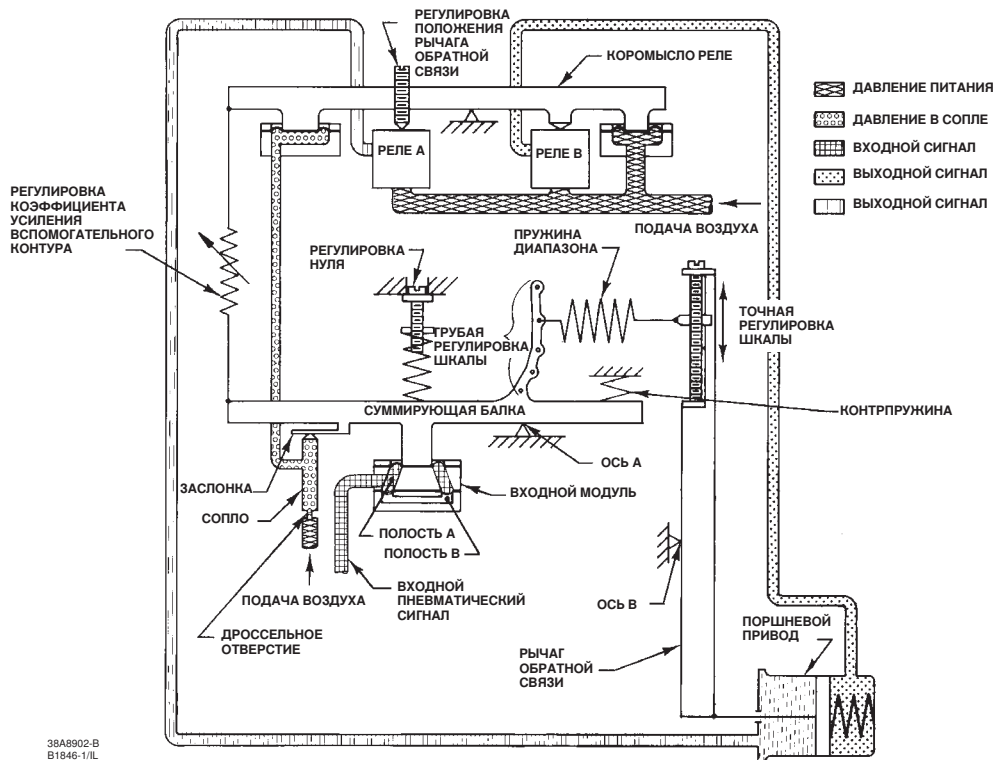 РЕГУЛИРОВКА
ПОЛОЖЕНИЯ
РЫЧАГА
ОБРАТНОЙ
СВЯЗИ
КОРОМЫСЛО РЕЛЕ
ДАВЛЕНИЕ ПИТАНИЯ
ДАВЛЕНИЕ В СОПЛЕ
ВХОДНОЙ СИГНАЛ
ВЫХОДНОЙ СИГНАЛ
ВЫХОДНОЙ СИГНАЛ
РЕЛЕ А
РЕЛЕ В
РЕГУЛИРОВКА
КОЭФФИЦИЕНТА
УСИЛЕНИЯ
ВСПОМОГАТЕЛЬНОГО
КОНТУРА
ПОДАЧА ВОЗДУХА
РЕГУЛИРОВКА
НУЛЯ
ПРУЖИНА
ДИАПАЗОНА
ТРУБАЯ
РЕГУЛИРОВКА
ШКАЛЫ
ТОЧНАЯ
РЕГУЛИРОВКА
ШКАЛЫ
СУММИРУЮЩАЯ БАЛКА
КОНТРПРУЖИНА
ОСЬ А
ЗАСЛОНКА
ВХОДНОЙ МОДУЛЬ
СОПЛО
ПОЛОСТЬ А
ПОЛОСТЬ В
ПОДАЧА ВОЗДУХА
ВХОДНОЙ
ПНЕВМАТИЧЕСКИЙ
СИГНАЛ
ОСЬ В
ДРОССЕЛЬНОЕ
ОТВЕРСТИЕ
ПОРШНЕВОЙ
ПРИВОД
РЫЧАГ
ОБРАТНОЙ
СВЯЗИ
38A8902-B
B1846-1/IL